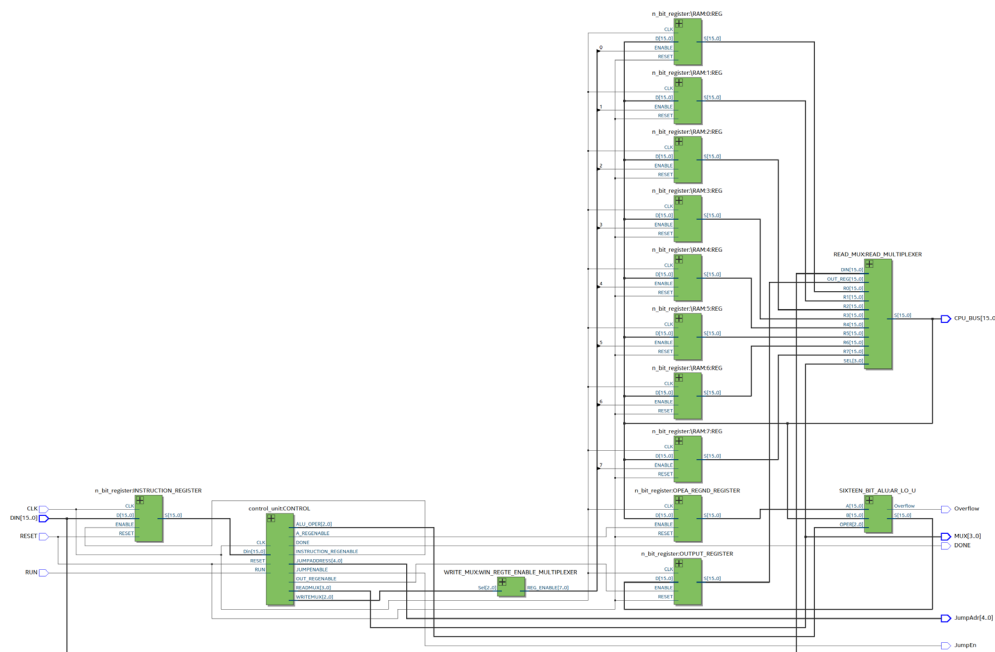 n_bit_register:\RAM:0:REG
CLK
D[15..0]
ENABLE
RESET
S[15..0]
0
n_bit_register:\RAM:1:REG
CLK
D[15..0]
ENABLE
RESET
S[15..0]
1
n_bit_register:\RAM:2:REG
CLK
D[15..0]
ENABLE
RESET
S[15..0]
2
n_bit_register:\RAM:3:REG
CLK
D[15..0]
ENABLE
RESET
S[15..0]
3
n_bit_register:\RAM:4:REG
CLK
D[15..0]
ENABLE
RESET
S[15..0]
4
n_bit_register:\RAM:5:REG
CLK
D[15..0]
ENABLE
RESET
S[15..0]
5
n_bit_register:\RAM:6:REG
CLK
D[15..0]
ENABLE
RESET
S[15..0]
6
n_bit_register:\RAM:7:REG
CLK
D[15..0]
ENABLE
RESET
S[15..0]
7
READ_MUX:READ_MULTIPLEXER
DIN[15..0]
OUT_REG[15..0]
R0[15..0]
R1[15..0]
R2[15..0]
R3[15..0]
R4[15..0]
R5[15..0]
R6[15..0]
R7[15..0]
SEL[3..0]
S[15..0]
CPU_BUS[15..0
n_bit_register:INSTRUCTION_REGISTER
CLK
D[15..0]
ENABLE
RESET
S[15..0]
CLK
DIN[15..0]
RESET
RUN
control_unit:CONTROL
CLK
Din[15..0]
RESET
RUN
ALU_OPER[2..0]
A_REGENABLE
DONE
INSTRUCTION_REGENABLE
JUMPADDRESS[4..0]
JUMPENABLE
OUT_REGENABLE
READMUX[3..0]
WRITEMUX[2..0]
WRITE_MUX:WIN_REGTE_ENABLE_MULTIPLEXER
Sel[2..0]
REG_ENABLE[7..0]
n_bit_register:OPEA_REGND_REGISTER
CLK
D[15..0]
ENABLE
RESET
S[15..0]
n_bit_register:OUTPUT_REGISTER
CLK
D[15..0]
ENABLE
RESET
S[15..0]
SIXTEEN_BIT_ALU:AR_LO_U
A[15..0]
B[15..0]
OPER[2..0]
Overflow
S[15..0]
Overflow
MUX[3..0]
DONE
JumpAdr[4..0]
JumpEn